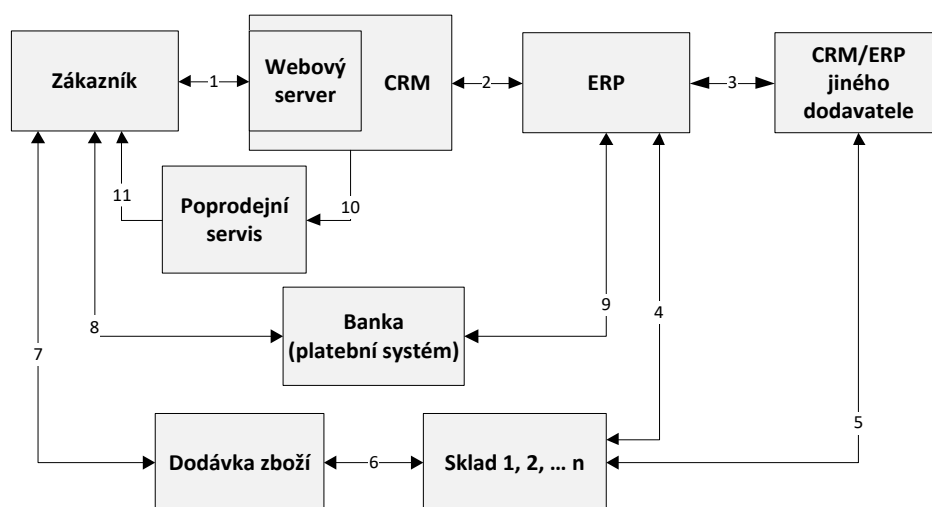 Zákazník
1
Webový
server
CRM
2
ERP
3
CRM/ERP
jiného
dodavatele
11
Poprodejní
servis
10
8
Banka
(platební systém)
9
4
7
5
Dodávka zboží
6
Sklad 1, 2, ... n